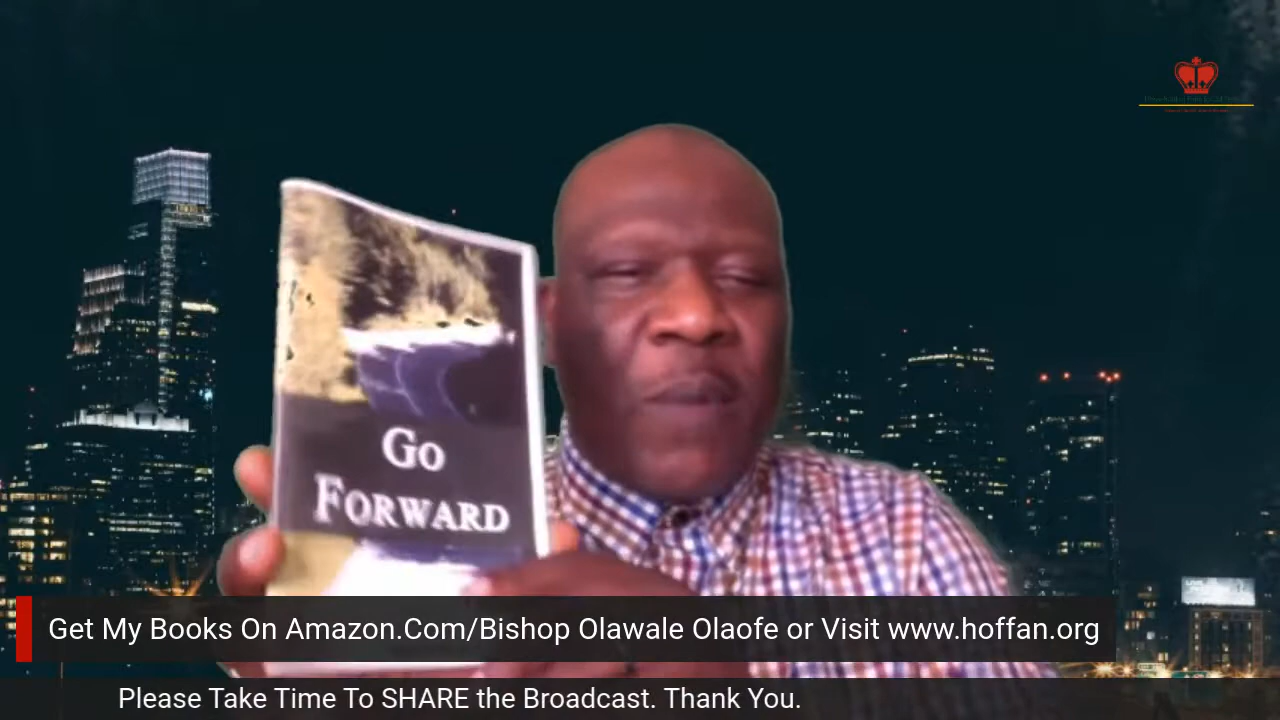 Go
FORWARD
Get My Books On Amazon.Com/Bishop Olawale Olaofe or Visit www.hoffan.org
Please Take Time To SHARE the Broadcast. Thank You.